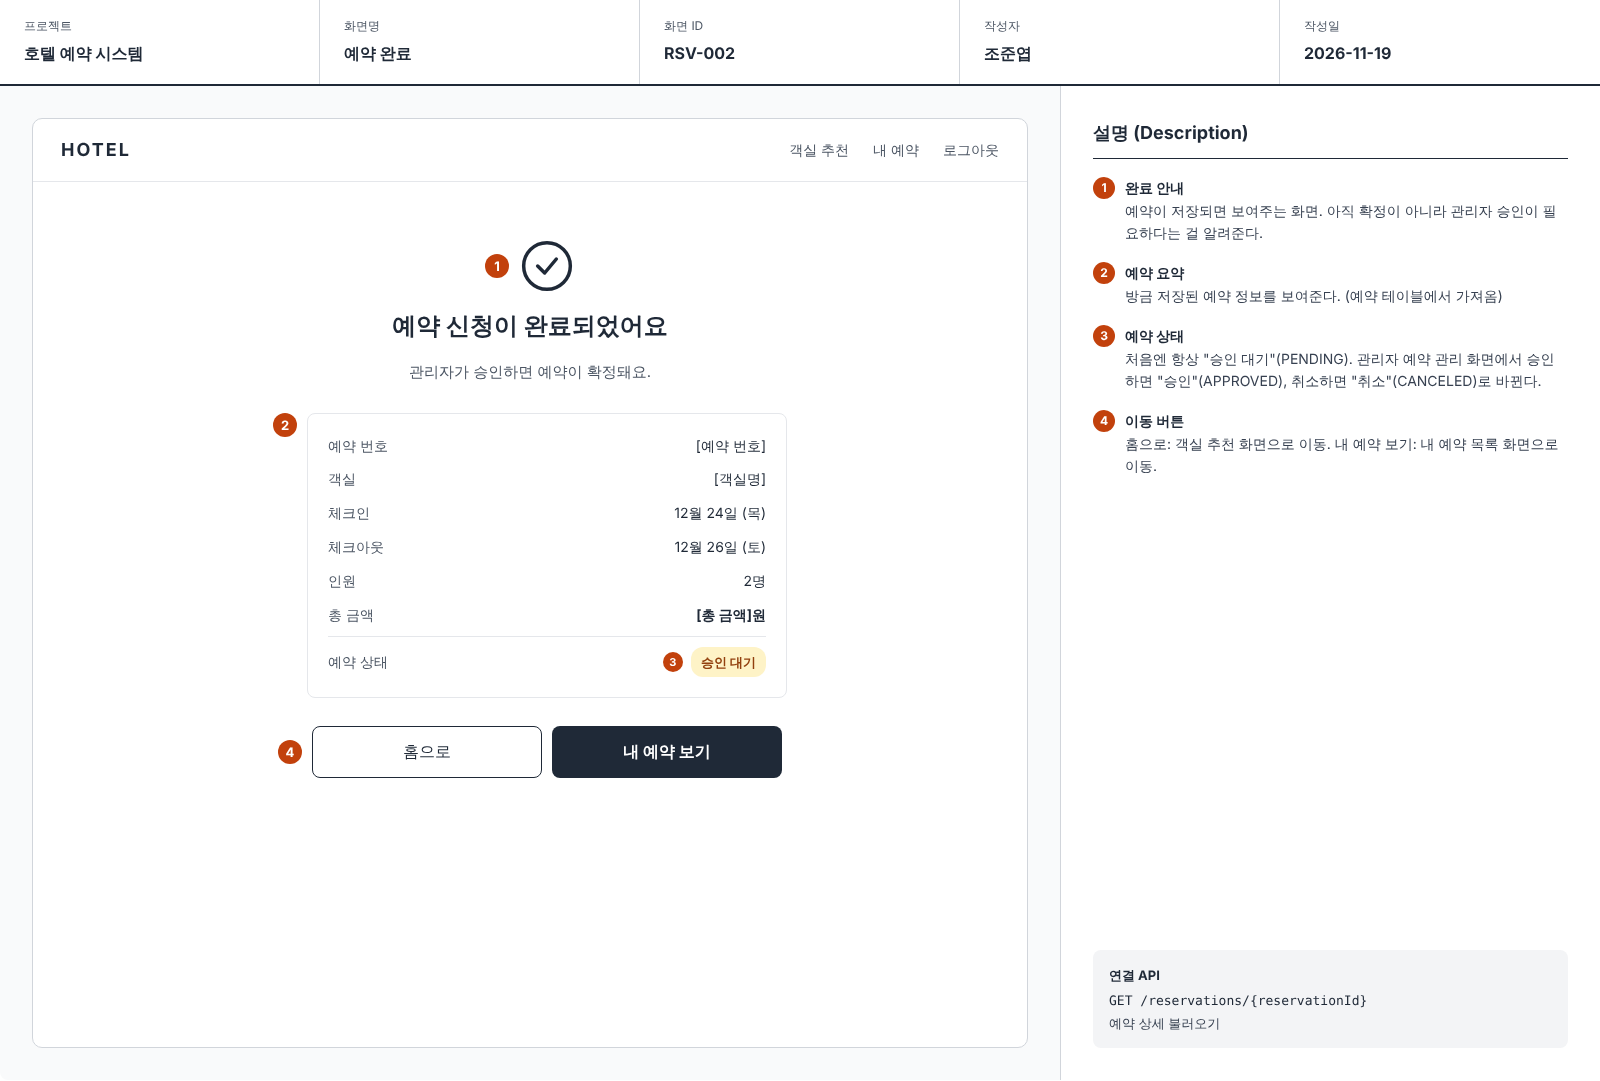 프로젝트
호텔 예약 시스템
화면명
예약 완료
화면 ID
RSV-002
작성자
조준엽
작성일
2026-11-19
HOTEL
객실 추천
내 예약
로그아웃
1
예약 신청이 완료되었어요
관리자가 승인하면 예약이 확정돼요.
2
예약 번호 [예약 번호]
객실 [객실명]
체크인 12월 24일 (목)
체크아웃 12월 26일 (토)
인원 2명
총 금액 [총 금액]원
예약 상태 3 승인 대기
4 홈으로 내 예약 보기
설명 (Description)
1 완료 안내
예약이 저장되면 보여주는 화면. 아직 확정이 아니라 관리자 승인이 필
요하다는 걸 알려준다.
2 예약 요약
방금 저장된 예약 정보를 보여준다. (예약 테이블에서 가져옴)
3 예약 상태
처음엔 항상 "승인 대기"(PENDING). 관리자 예약 관리 화면에서 승인
하면 "승인"(APPROVED), 취소하면 "취소"(CANCELED)로 바뀐다.
4 이동 버튼
홈으로: 객실 추천 화면으로 이동. 내 예약 보기: 내 예약 목록 화면으로
이동.
연결 API
GET /reservations/{reservationId}
예약 상세 불러오기